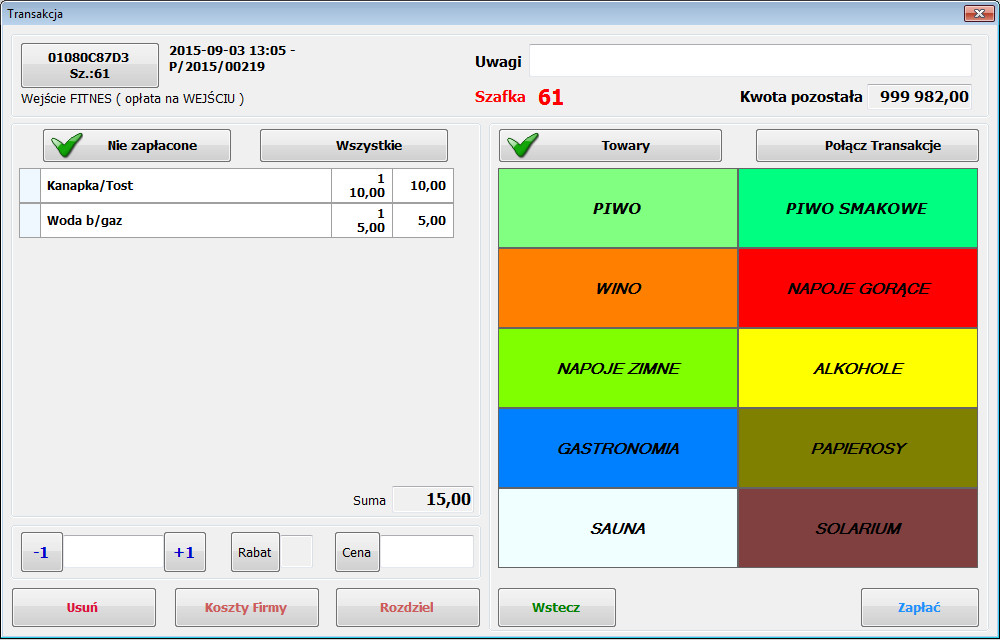 Transakcja
01080C87D3
Sz.:61
2015-09-03 13:05 -
P/2015/00219
Wejście FITNES ( opłata na WEJŚCIU )
Uwagi
Szafka 61
Kwota pozostała 999 982,00
Nie zapłacone
Wszystkie
Kanapka/Tost 1 10,00
10,00
Woda b/gaz 1 5,00
5,00
Suma 15,00
-1
+1
Rabat
Cena
Usuń
Koszty Firmy
Rozdziel
Towary
Połącz Transakcje
PIWO
PIWO SMAKOWE
WINO
NAPOJE GORĄCE
NAPOJE ZIMNE
ALKOHOLE
GASTRONOMIA
PAPIEROSY
SAUNA
SOLARIUM
Wstecz
Zapłać